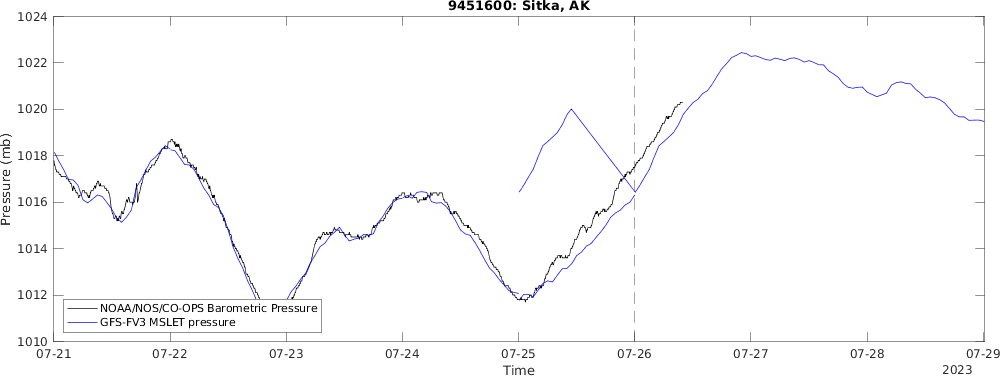 9451600: Sitka, AK
1024
1022
1020
1018
1016
1014
1012
1010
Pressure (mb)
NOAA/NOS/CO-OPS Barometric Pressure
GFS-FV3 MSLET pressure
07-21 07-22 07-23 07-24 07-25 07-26 07-27 07-28 07-29
Time
2023